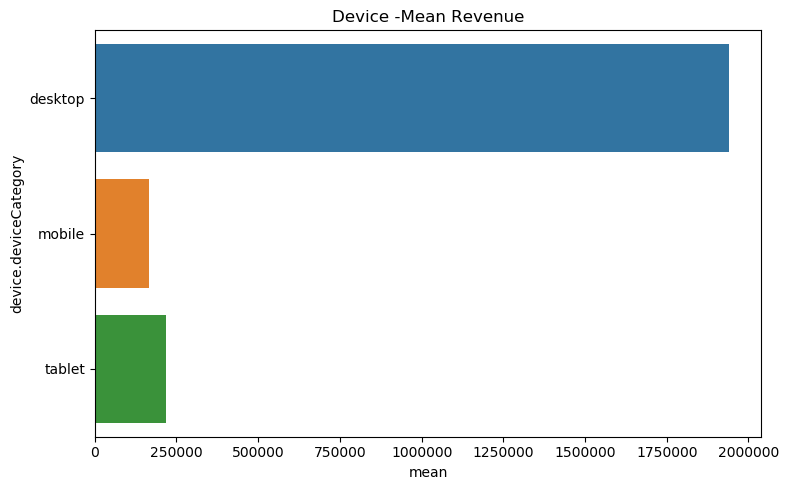 Device -Mean Revenue
device.deviceCategory
desktop
mobile
tablet
0 250000 500000 750000 1000000 1250000 1500000 1750000 2000000
mean